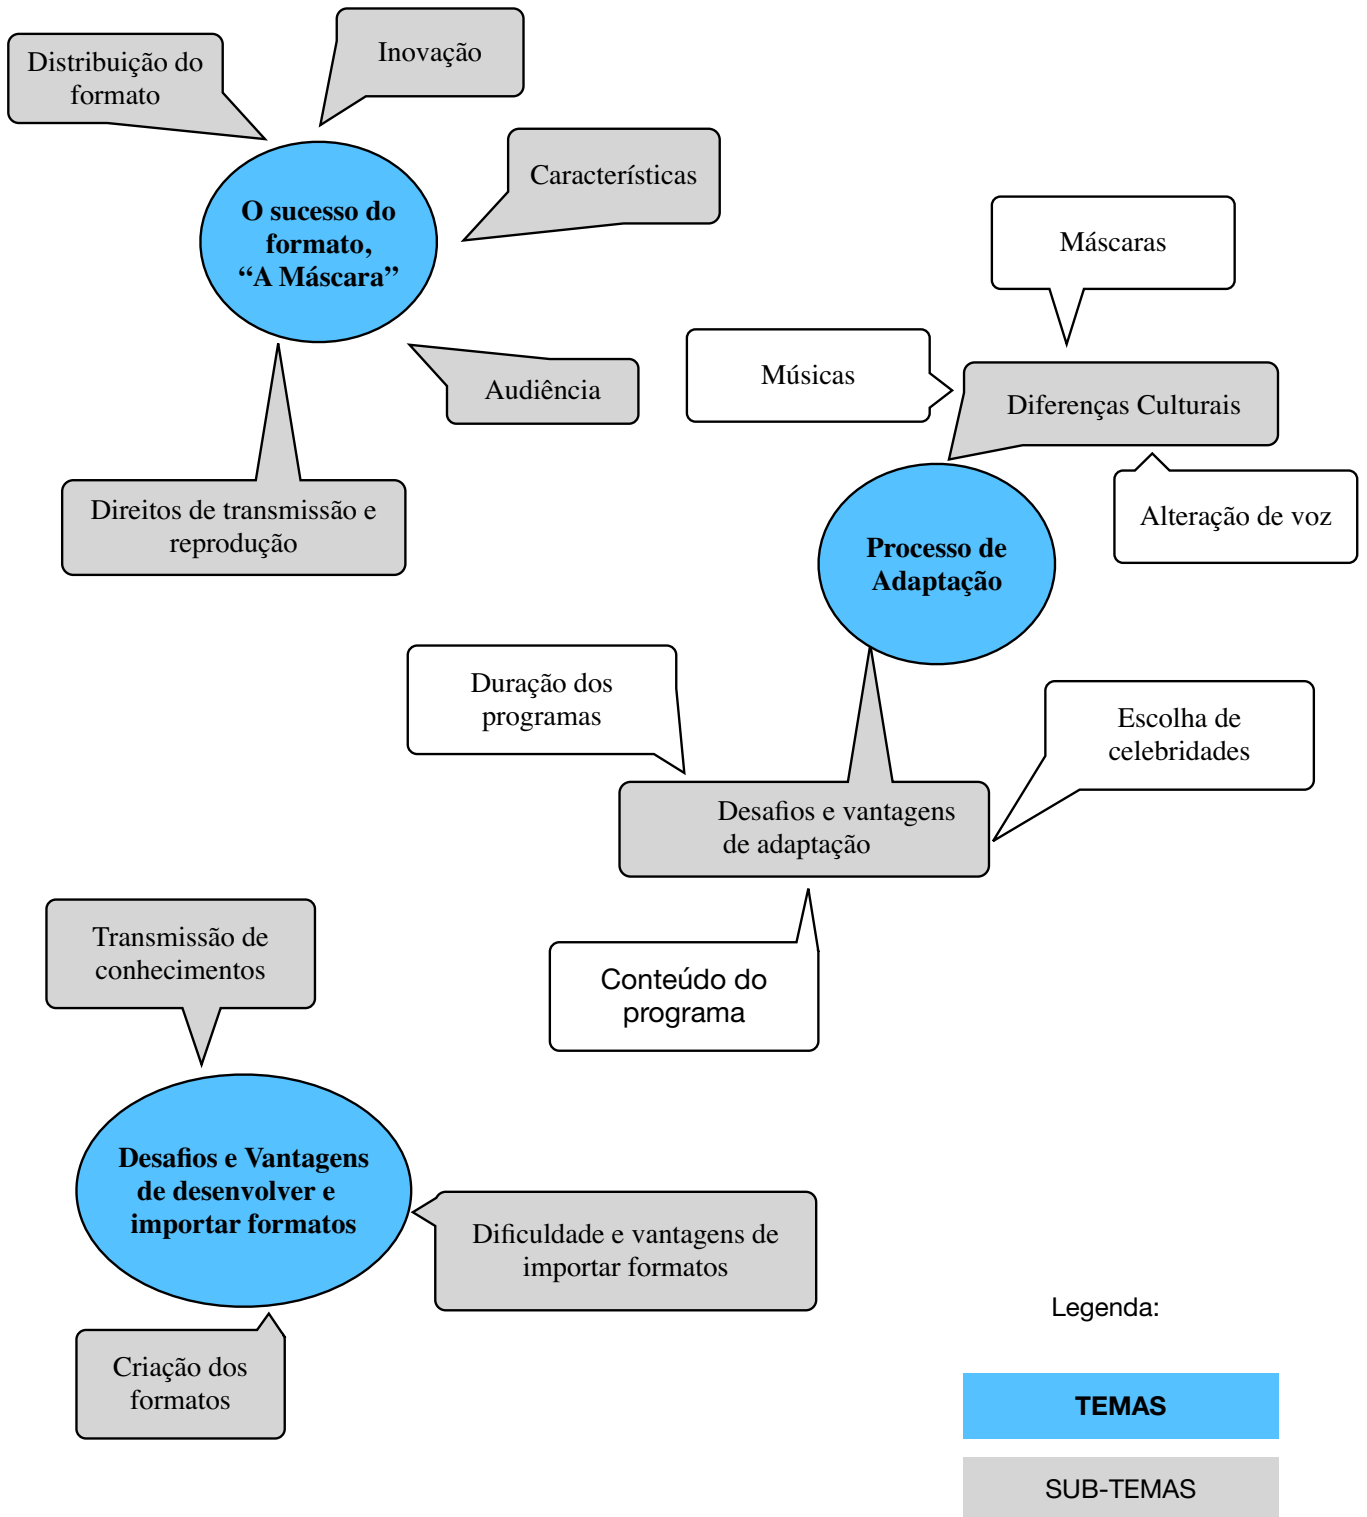 Distribuição do
formato
Inovação
Características
O sucesso do
formato,
“A Máscara”
Audiência
Direitos de transmissão e
reprodução
Máscaras
Músicas
Diferenças Culturais
Alteração de voz
Processo de
Adaptação
Duração dos
programas
Escolha de
celebridades
Desafios e vantagens
de adaptação
Conteúdo do
programa
Transmissão de
conhecimentos
Desafios e Vantagens
de desenvolver e
importar formatos
Dificuldade e vantagens de
importar formatos
Criação dos
formatos
Legenda:
TEMAS
SUB-TEMAS